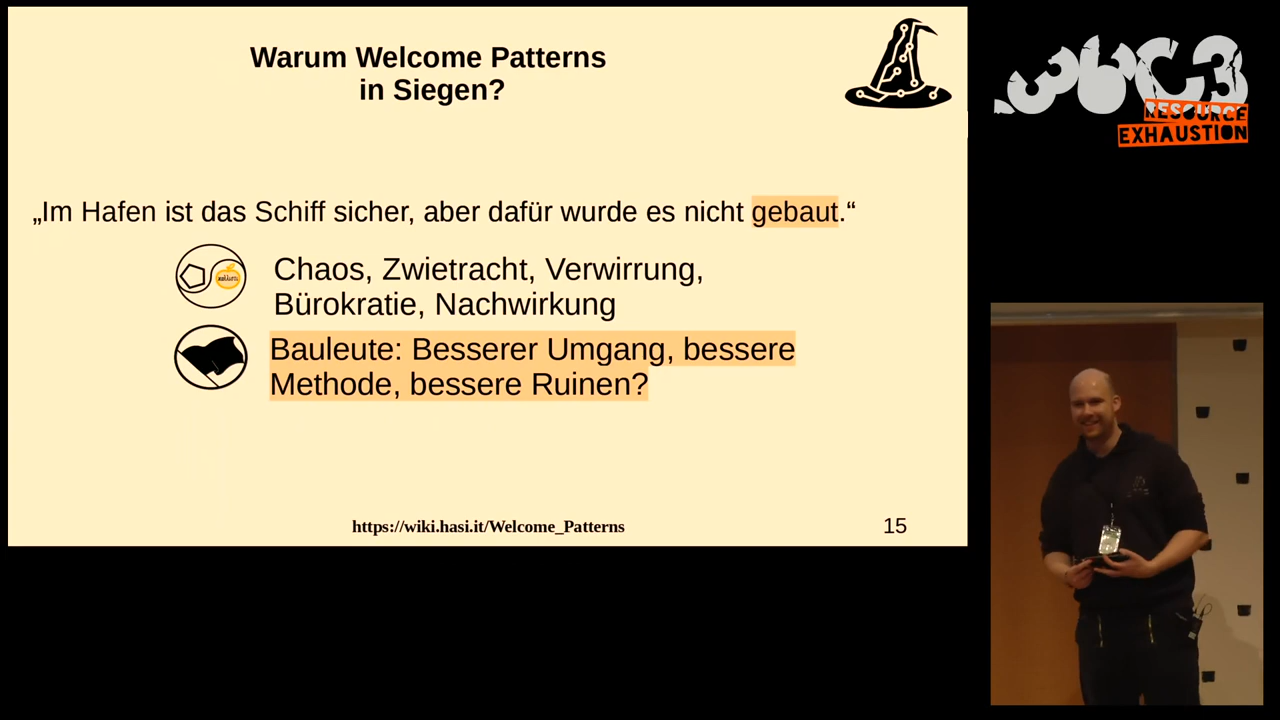 Warum Welcome Patterns
in Siegen?
„Im Hafen ist das Schiff sicher, aber dafür wurde es nicht gebaut.“
Chaos, Zwietracht, Verwirrung,
Bürokratie, Nachwirkung
Bauleute: Besserer Umgang, bessere
Methode, bessere Ruinen?
https://wiki.hasi.it/Welcome_Patterns
15
36C3
RESOURCE
EXHAUSTION